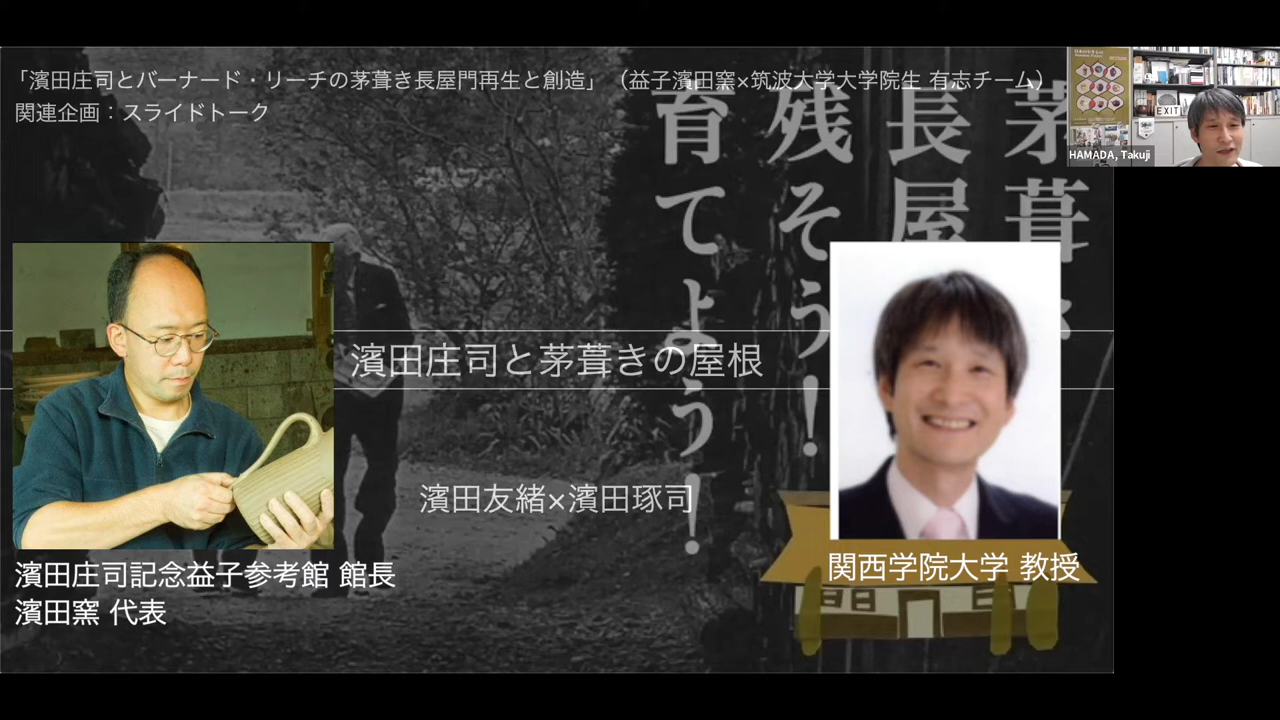 「濱田庄司とバーナード・リーチの茅葺き長屋門再生と創造」（益子濱田窯×筑波大学大学院生 有志チーム）
関連企画：スライドトーク
茅葺
長屋
残そう！
育てよう！
EXIT
HAMADA, Takuji
濱田庄司と茅葺きの屋根
濱田友緒×濱田琢司
濱田庄司記念益子参考館 館長
濱田窯 代表
関西学院大学 教授